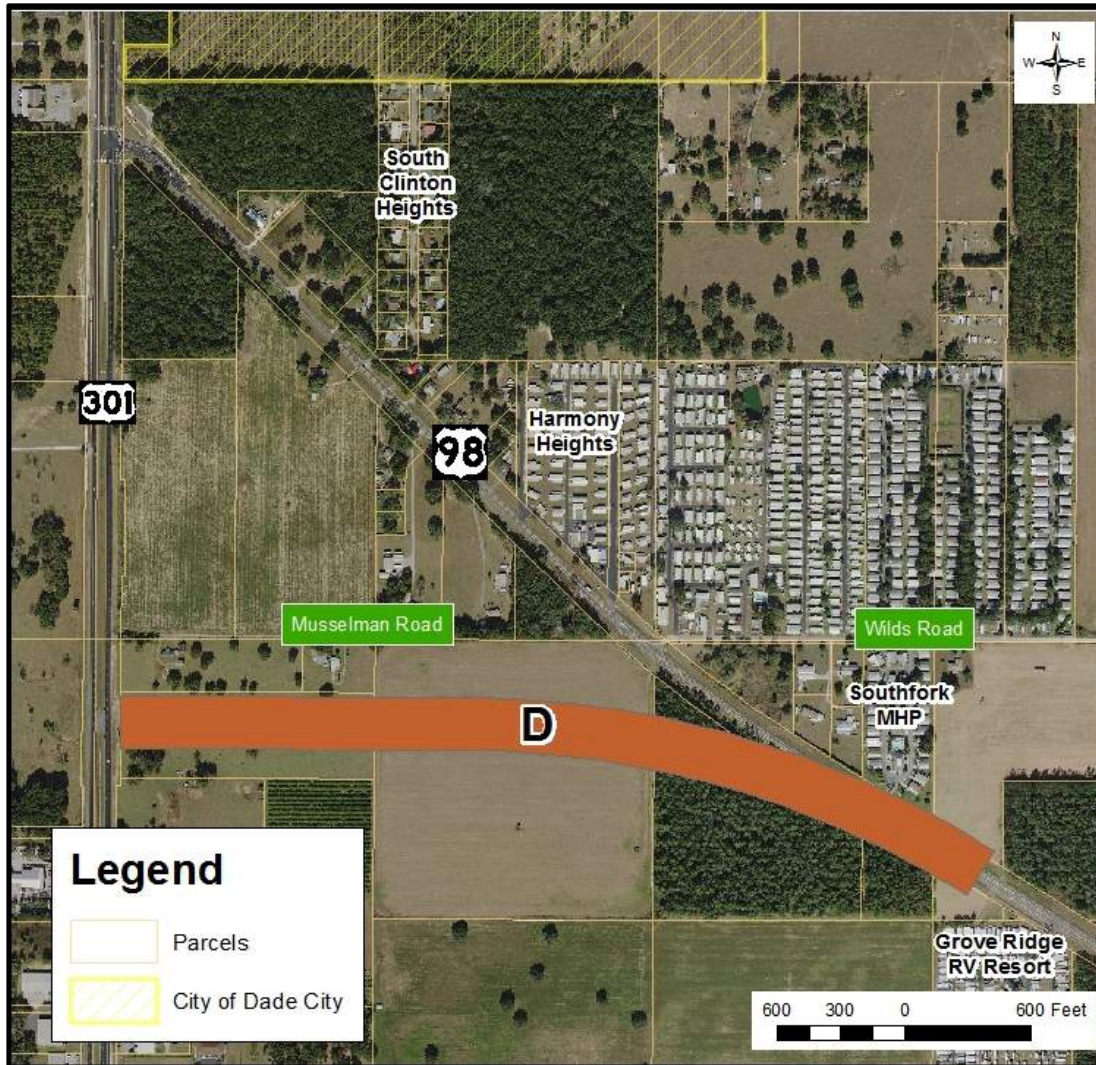 N
W E
S
South
Clinton
Heights
301
98
Harmony
Heights
Musselman Road
Wilds Road
Southfork
MHP
D
Legend
Parcels
City of Dade City
Grove Ridge
RV Resort
600 300 0 600 Feet